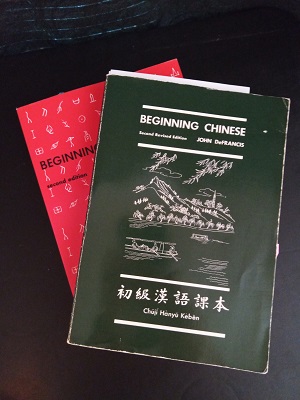 BEGINNING
second edition
BEGINNING CHINESE
Second Revised Edition JOHN DeFRANCIS
初級漢語課本
Chūjí Hànyǔ Kèběn